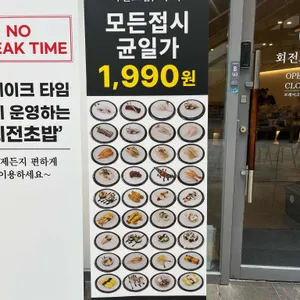 NO
EAK TIME
이크 타임
운영하는
전초밥’
제든지 편하게
이용하세요~
모든접시
균일가
1,990원
회전
OPE
CLO